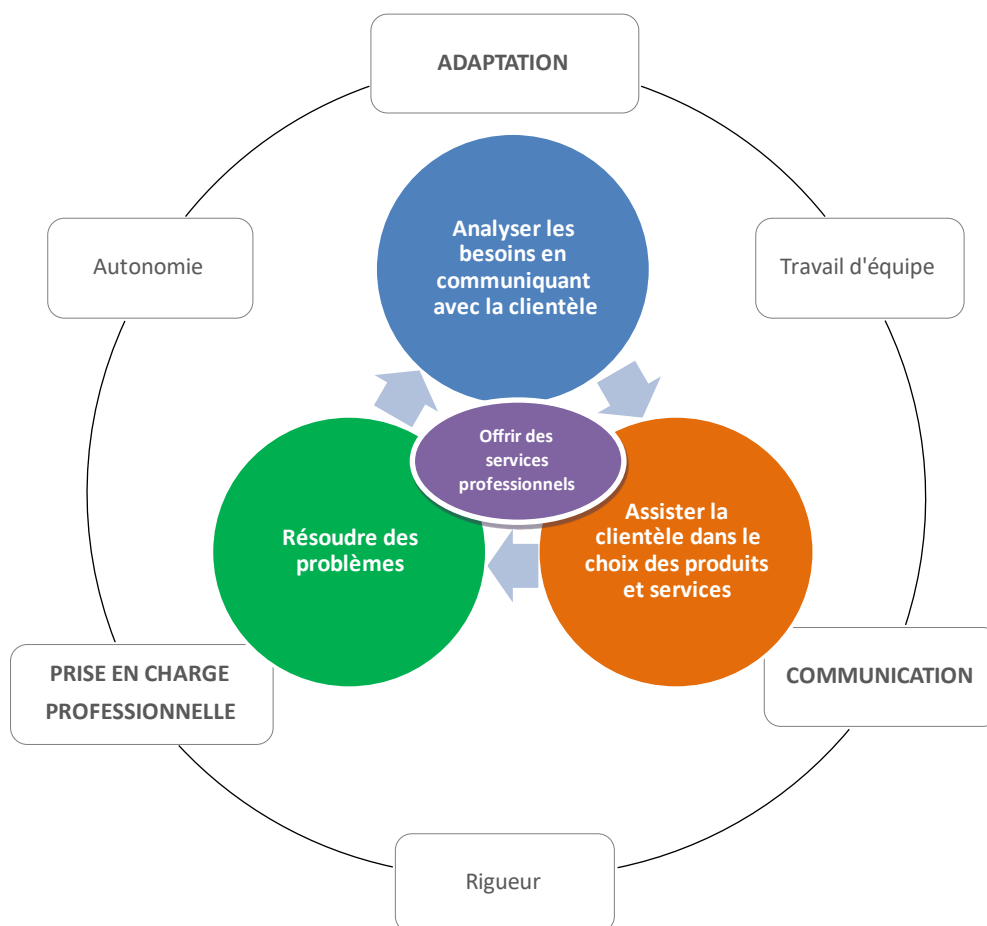 ADAPTATION
Analyser les
besoins en
communiquant
avec la clientèle
Autonomie
Travail d'équipe
Offrir des
services
professionnels
Résoudre des
problèmes
Assister la
clientèle dans le
choix des produits
et services
PRISE EN CHARGE
PROFESSIONNELLE
COMMUNICATION
Rigueur